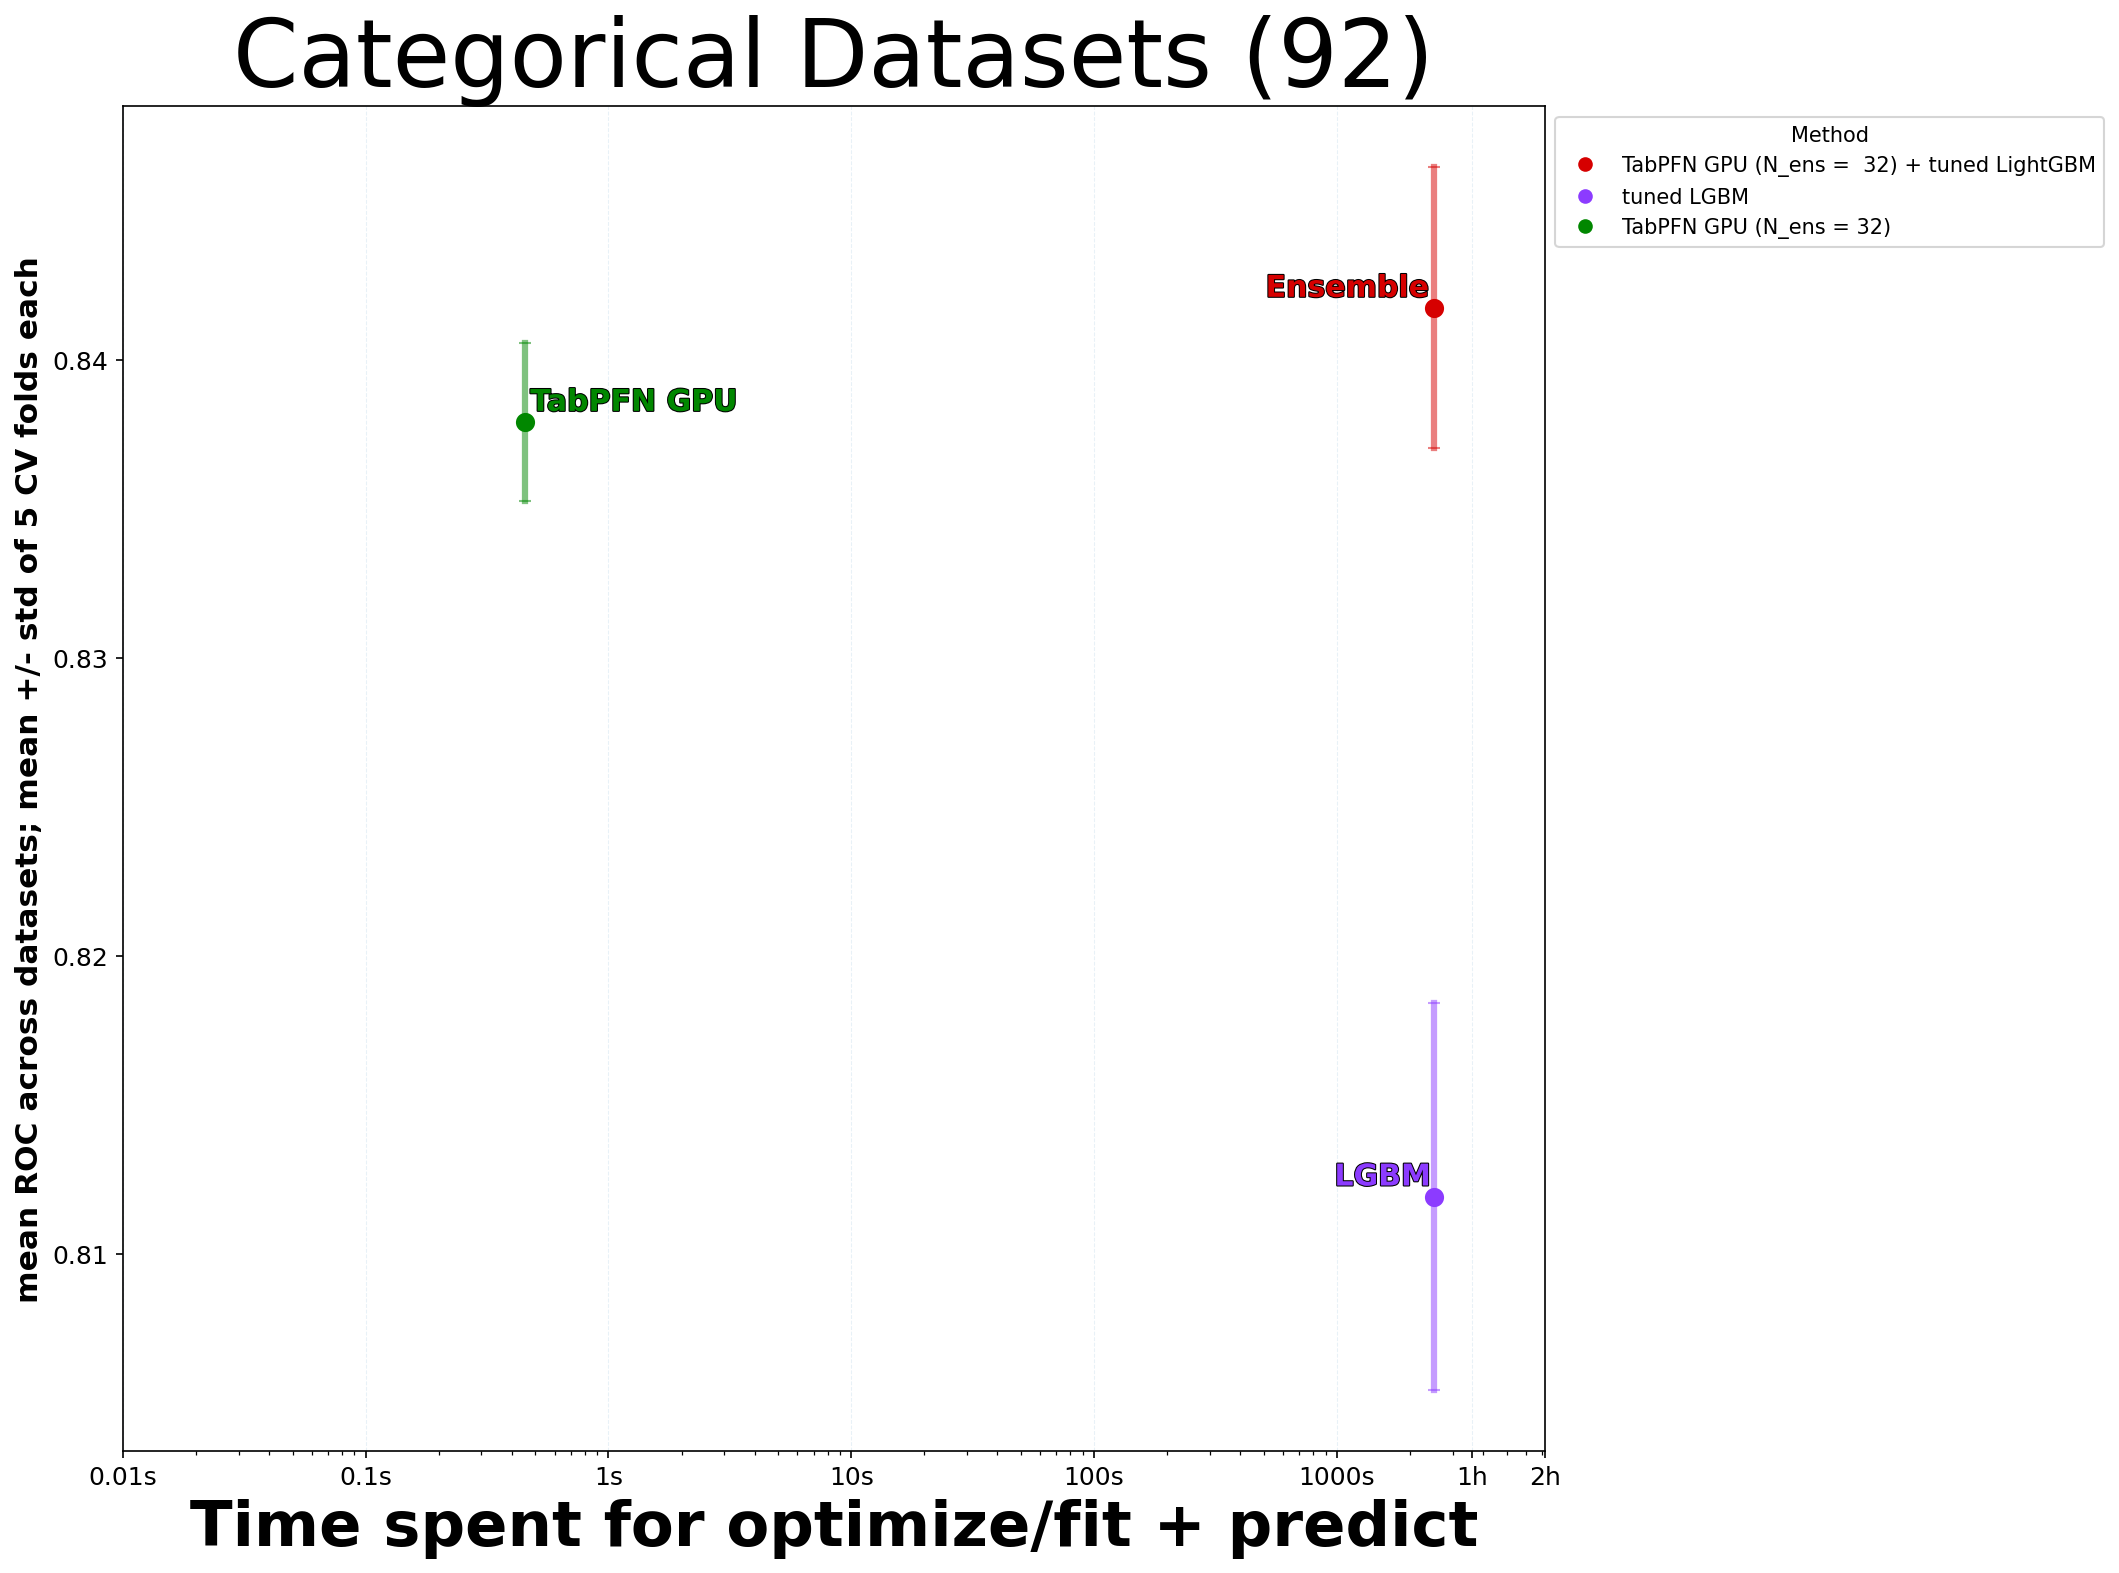 Categorical Datasets (92)
mean ROC across datasets; mean +/- std of 5 CV folds each
0.84
0.83
0.82
0.81
Ensemble
TabPFN GPU
LGBM
0.01s
0.1s
1s
10s
100s
1000s
1h
2h
Time spent for optimize/fit + predict
Method
TabPFN GPU (N_ens =  32) + tuned LightGBM
tuned LGBM
TabPFN GPU (N_ens = 32)